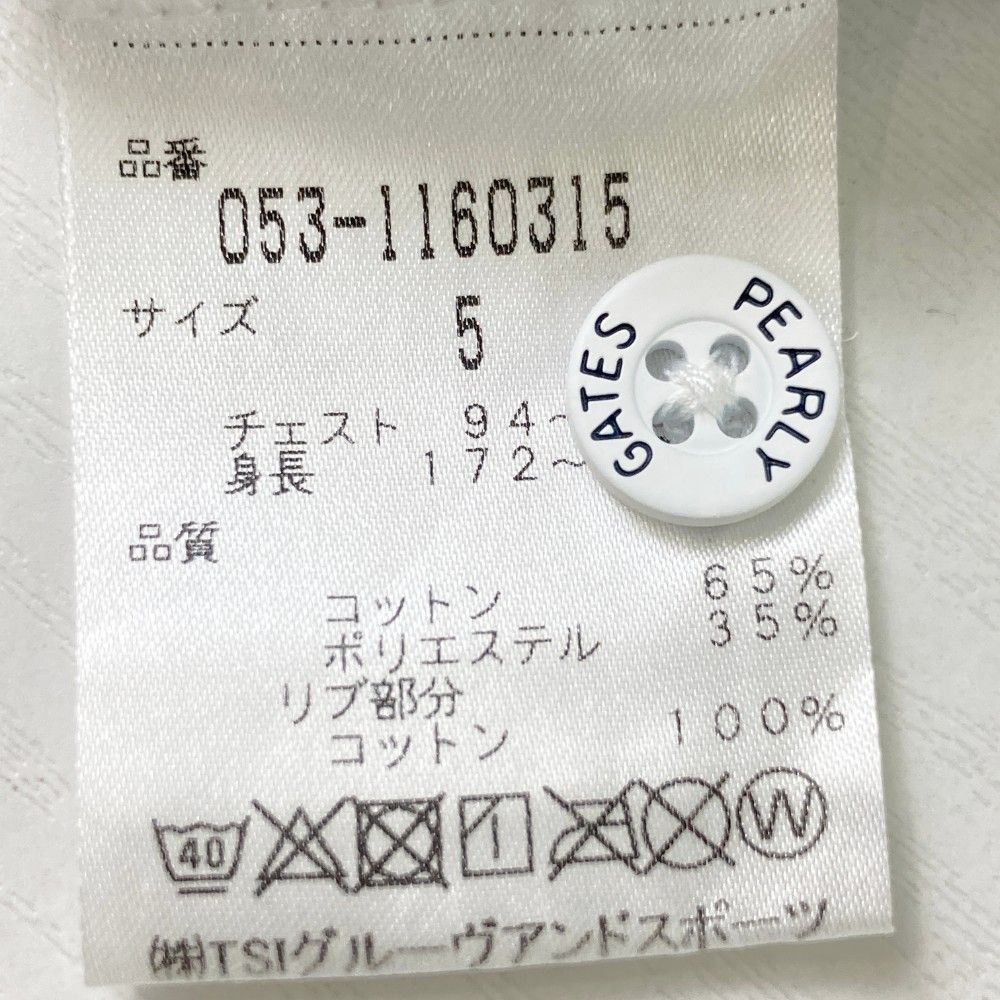 品番
053-1160315
サイズ 5
チェスト 94~
身長 172~
品質
コットン 65%
ポリエステル 35%
リブ部分
コットン 100%
40
W
㈱TSIグルーヴアンドスポーツ
PEARLY
GATES